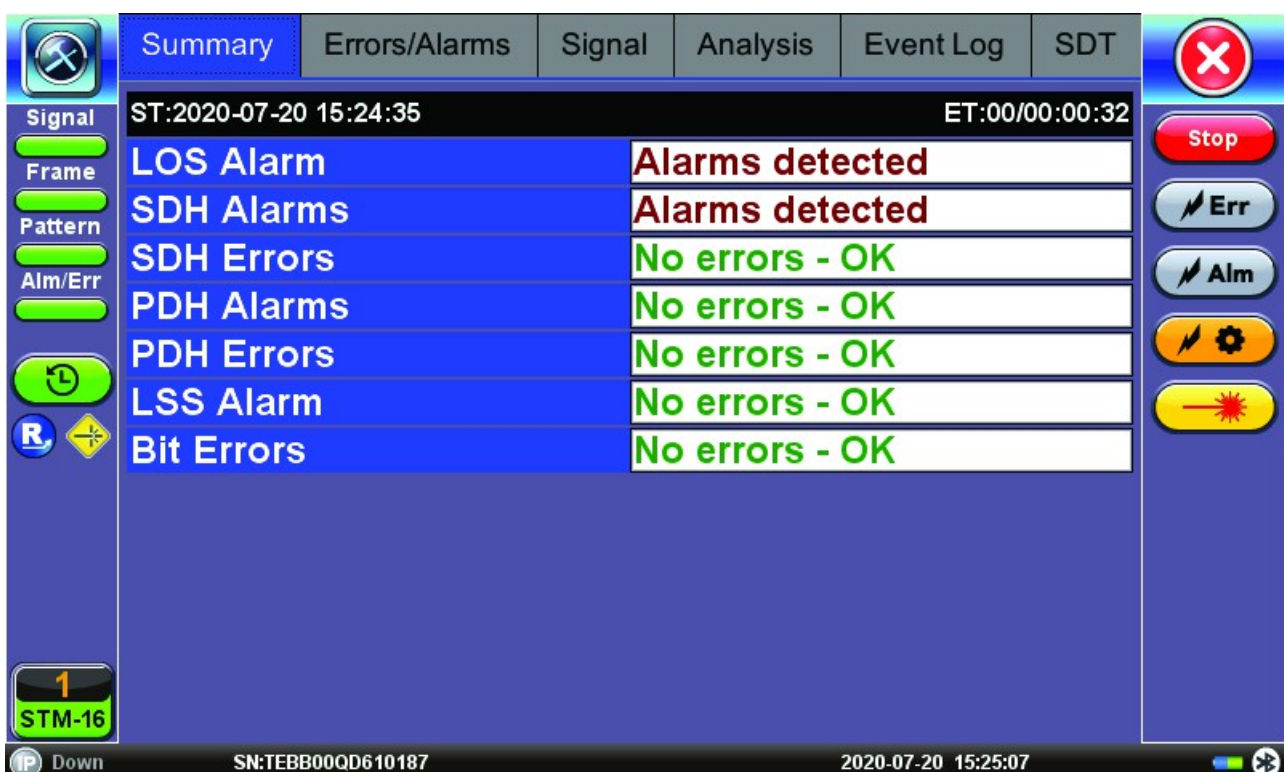 Summary
Errors/Alarms
Signal
Analysis
Event Log
SDT
Signal
Frame
Pattern
Alm/Err
R
1
STM-16
ST:2020-07-20 15:24:35
ET:00/00:00:32
LOS Alarm
Alarms detected
SDH Alarms
Alarms detected
SDH Errors
No errors - OK
PDH Alarms
No errors - OK
PDH Errors
No errors - OK
LSS Alarm
No errors - OK
Bit Errors
No errors - OK
Stop
Err
Alm
IP Down
SN:TEBB00QD610187
2020-07-20 15:25:07